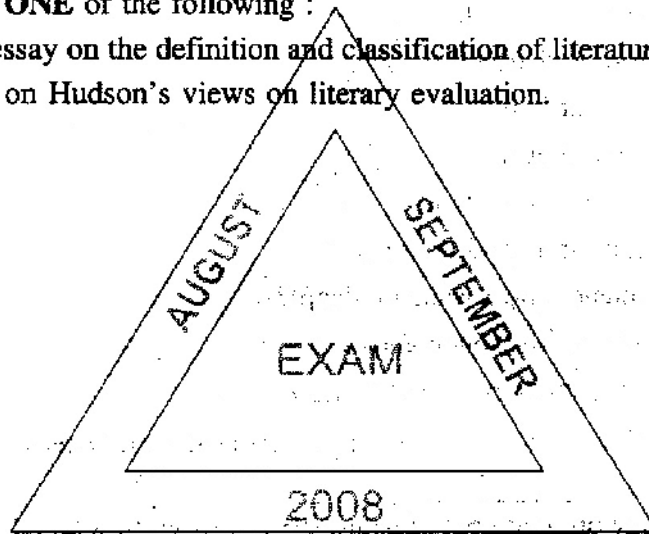 ONE of the following :
essay on the definition and classification of literatur
on Hudson's views on literary evaluation.
AUGUST
SEPTEMBER
EXAM
2008